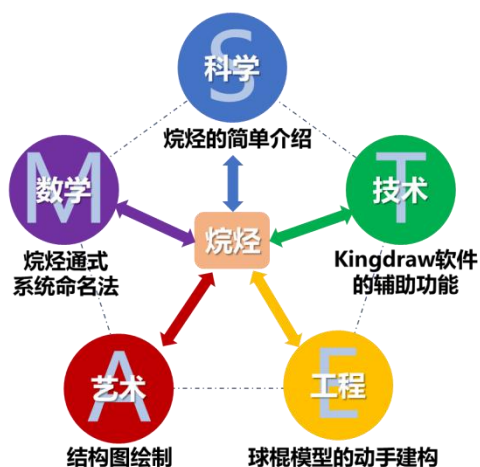 S
科学
烷烃的简单介绍
M
数学
烷烃通式
系统命名法
T
技术
Kingdraw软件
的辅助功能
烷烃
A
艺术
结构图绘制
E
工程
球棍模型的动手建构